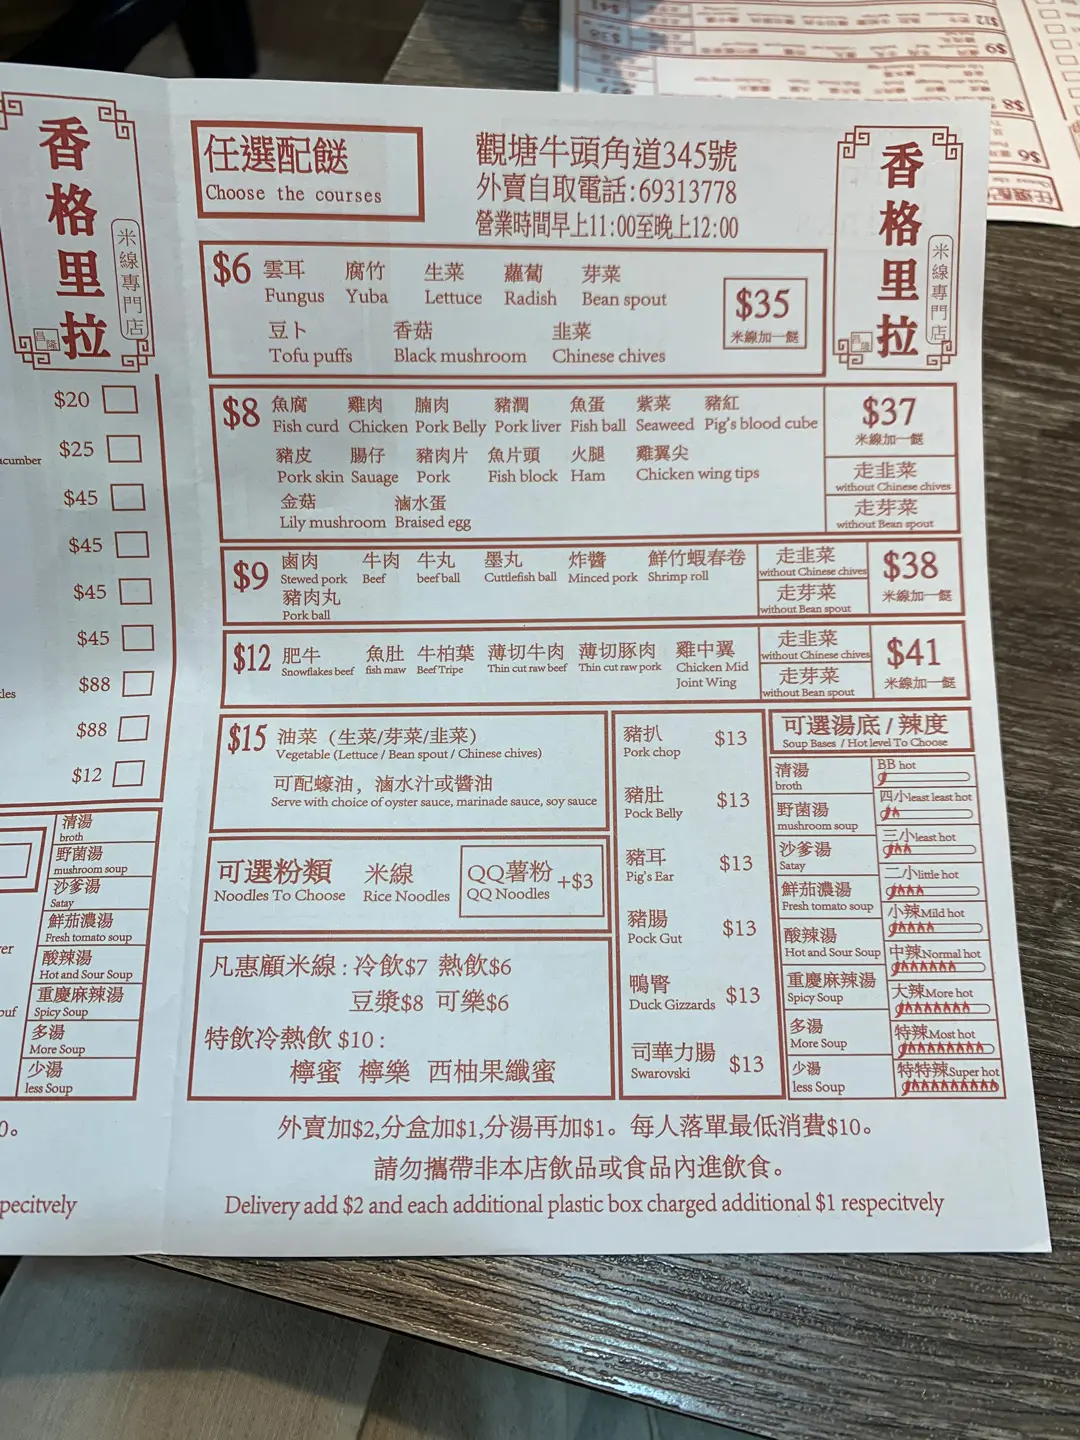 香格里拉
米線專門店
昌隆
$20
$25
ucumber
$45
$45
$45
$45
$88
$88
$12
清湯
broth
野菌湯
mushroom soup
沙爹湯
Satay
鮮茄濃湯
Fresh tomato soup
酸辣湯
Hot and Sour Soup
重慶麻辣湯
Spicy Soup
多湯
More Soup
少湯
less Soup
0。
pecitvely
任選配餸
Choose the courses
觀塘牛頭角道345號
外賣自取電話:69313778
營業時間早上11:00至晚上12:00
香格里拉
米線專門店
昌隆
$6 雲耳 腐竹 生菜 蘿蔔 芽菜
Fungus Yuba Lettuce Radish Bean spout
豆卜 香菇 韭菜
Tofu puffs Black mushroom Chinese chives
$35
米線加一餸
$8 魚腐 雞肉 腩肉 豬潤 魚蛋 紫菜 豬紅
Fish curd Chicken Pork Belly Pork liver Fish ball Seaweed Pig's blood cube
豬皮 腸仔 豬肉片 魚片頭 火腿 雞翼尖
Pork skin Sauage Pork Fish block Ham Chicken wing tips
金菇 滷水蛋
Lily mushroom Braised egg
$37
米線加一餸
走韭菜
without Chinese chives
走芽菜
without Bean spout
$9 鹵肉 牛肉 牛丸 墨丸 炸醬 鮮竹蝦春卷
Stewed pork Beef beef ball Cuttlefish ball Minced pork Shrimp roll
豬肉丸
Pork ball
走韭菜
without Chinese chives
走芽菜
without Bean spout
$38
米線加一餸
$12 肥牛 魚肚 牛柏葉 薄切牛肉 薄切豚肉 雞中翼
Snowflakes beef fish maw Beef Tripe Thin cut raw beef Thin cut raw pork Chicken Mid
Joint Wing
走韭菜
without Chinese chives
走芽菜
without Bean spout
$41
米線加一餸
$15 油菜（生菜/芽菜/韭菜）
Vegetable (Lettuce / Bean spout / Chinese chives)
可配蠔油，滷水汁或醬油
Serve with choice of oyster sauce, marinade sauce, soy sauce
可選粉類 米線 QQ薯粉 +$3
Noodles To Choose Rice Noodles QQ Noodles
凡惠顧米線:冷飲$7 熱飲$6
豆漿$8 可樂$6
特飲冷熱飲 $10:
檸蜜 檸樂 西柚果纖蜜
豬扒 $13
Pork chop
豬肚 $13
Pock Belly
豬耳 $13
Pig's Ear
豬腸 $13
Pock Gut
鴨腎 $13
Duck Gizzards
司華力腸 $13
Swarovski
可選湯底 / 辣度
Soup Bases / Hot level To Choose
清湯
broth
野菌湯
mushroom soup
沙爹湯
Satay
鮮茄濃湯
Fresh tomato soup
酸辣湯
Hot and Sour Soup
重慶麻辣湯
Spicy Soup
多湯
More Soup
少湯
less Soup
BB hot
四小least least hot
三小least hot
二小little hot
小辣Mild hot
中辣Normal hot
大辣More hot
特辣Most hot
特特辣Super hot
外賣加$2,分盒加$1,分湯再加$1。每人落單最低消費$10。
請勿攜帶非本店飲品或食品內進飲食。
Delivery add $2 and each additional plastic box charged additional $1 respecitvely